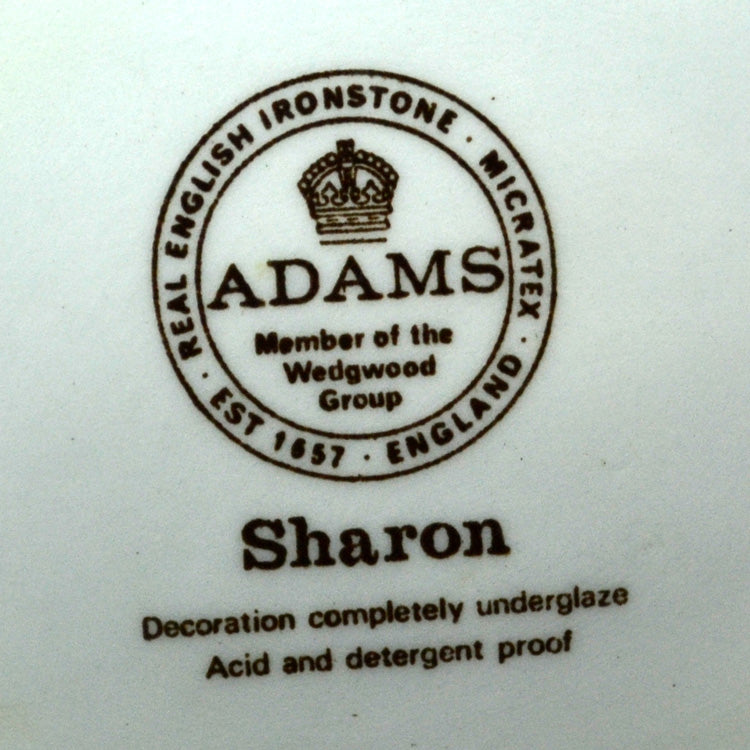 REAL ENGLISH IRONSTONE · MICRATEX ·
EST 1657 · ENGLAND ·
ADAMS
Member of the
Wedgwood
Group
Sharon
Decoration completely underglaze
Acid and detergent proof